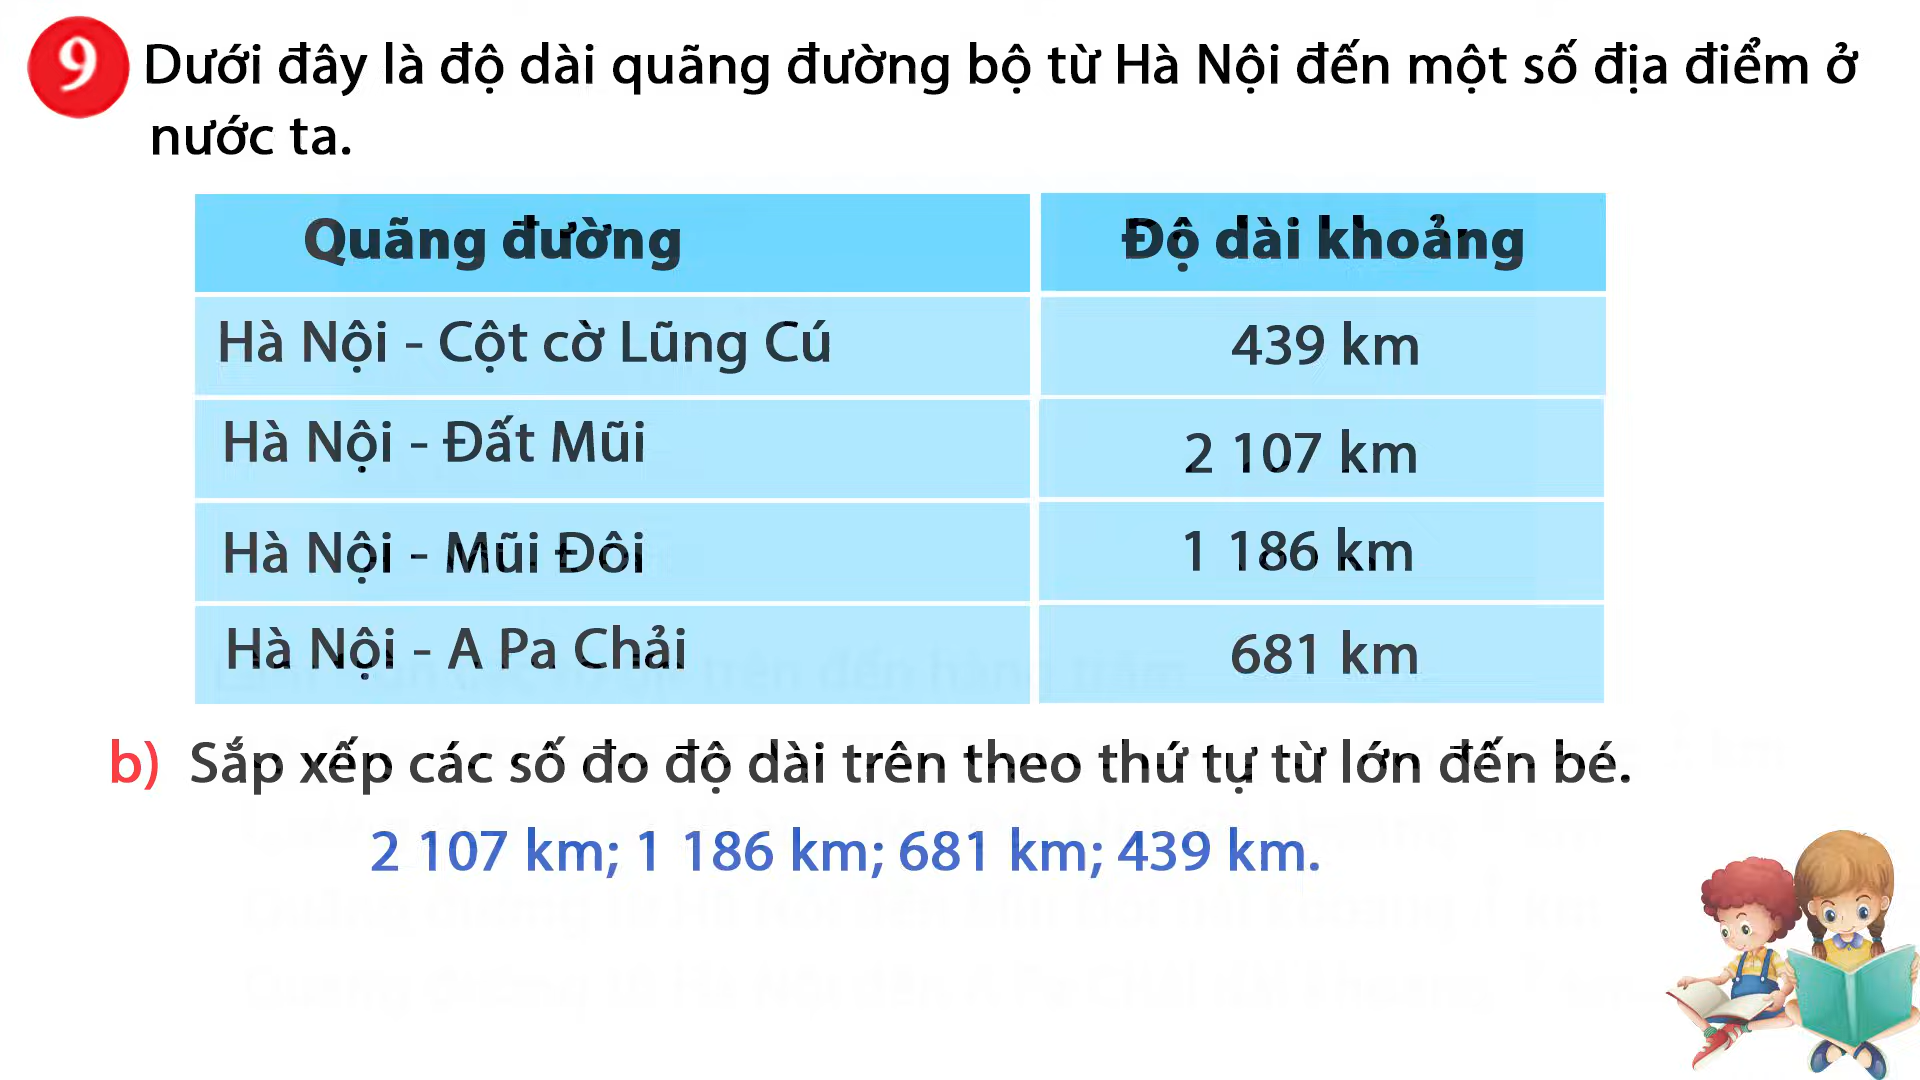 9 Dưới đây là độ dài quãng đường bộ từ Hà Nội đến một số địa điểm ở
nước ta.
Quãng đường Độ dài khoảng
Hà Nội - Cột cờ Lũng Cú 439 km
Hà Nội - Đất Mũi 2 107 km
Hà Nội - Mũi Đôi 1 186 km
Hà Nội - A Pa Chải 681 km
b) Sắp xếp các số đo độ dài trên theo thứ tự từ lớn đến bé.
2 107 km; 1 186 km; 681 km; 439 km.